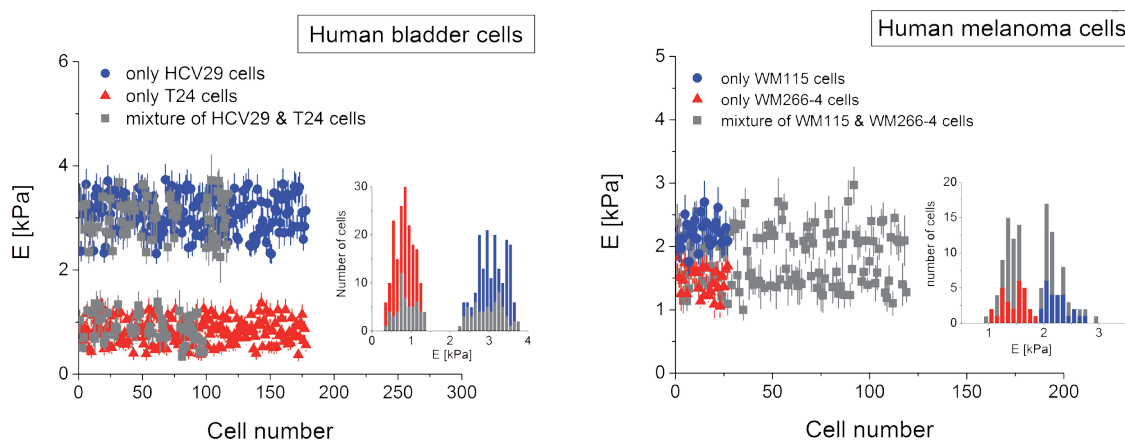 Human bladder cells
6
4
2
0
E [kPa]
only HCV29 cells
only T24 cells
mixture of HCV29 & T24 cells
0 50 100 150 200 250 300
Cell number
30
20
10
0
Number of cells
0 1 2 3 4
E [kPa]
Human melanoma cells
5
4
3
2
1
0
E [kPa]
only WM115 cells
only WM266-4 cells
mixture of WM115 & WM266-4 cells
0 50 100 150 200
Cell number
20
15
10
5
0
number of cells
1 2 3
E [kPa]